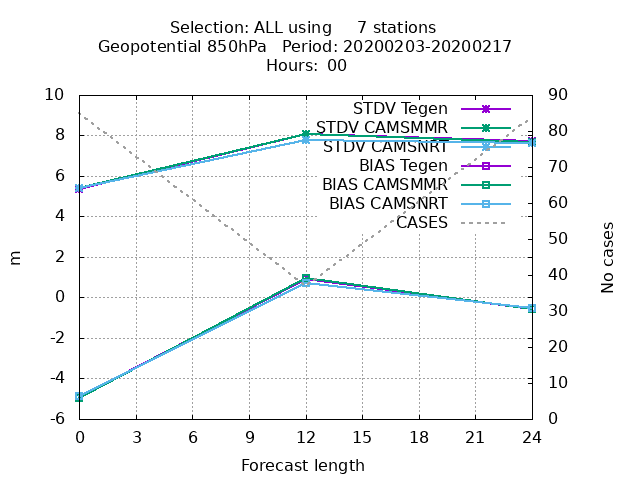 Selection: ALL using     7 stations
Geopotential 850hPa   Period: 20200203-20200217
Hours:  00
10
8
6
4
2
0
-2
-4
-6
m
STDV Tegen
STDV CAMSMMR
STDV CAMSNRT
BIAS Tegen
BIAS CAMSMMR
BIAS CAMSNRT
CASES
90
80
70
60
50
40
30
20
10
0
No cases
0 3 6 9 12 15 18 21 24
Forecast length